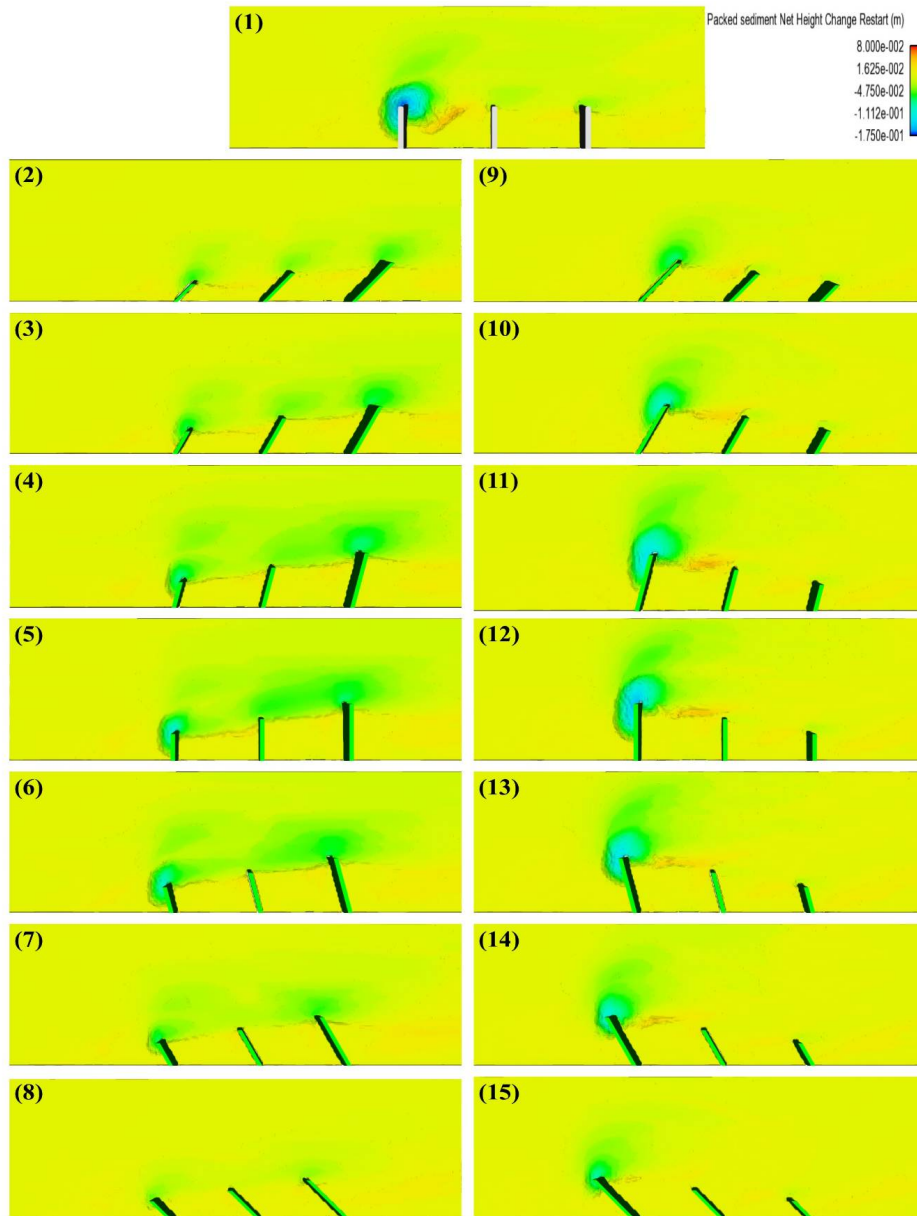 (1)
Packed sediment Net Height Change Restart (m)
8.000e-002
1.625e-002
-4.750e-002
-1.112e-001
-1.750e-001
(2)
(9)
(3)
(10)
(4)
(11)
(5)
(12)
(6)
(13)
(7)
(14)
(8)
(15)